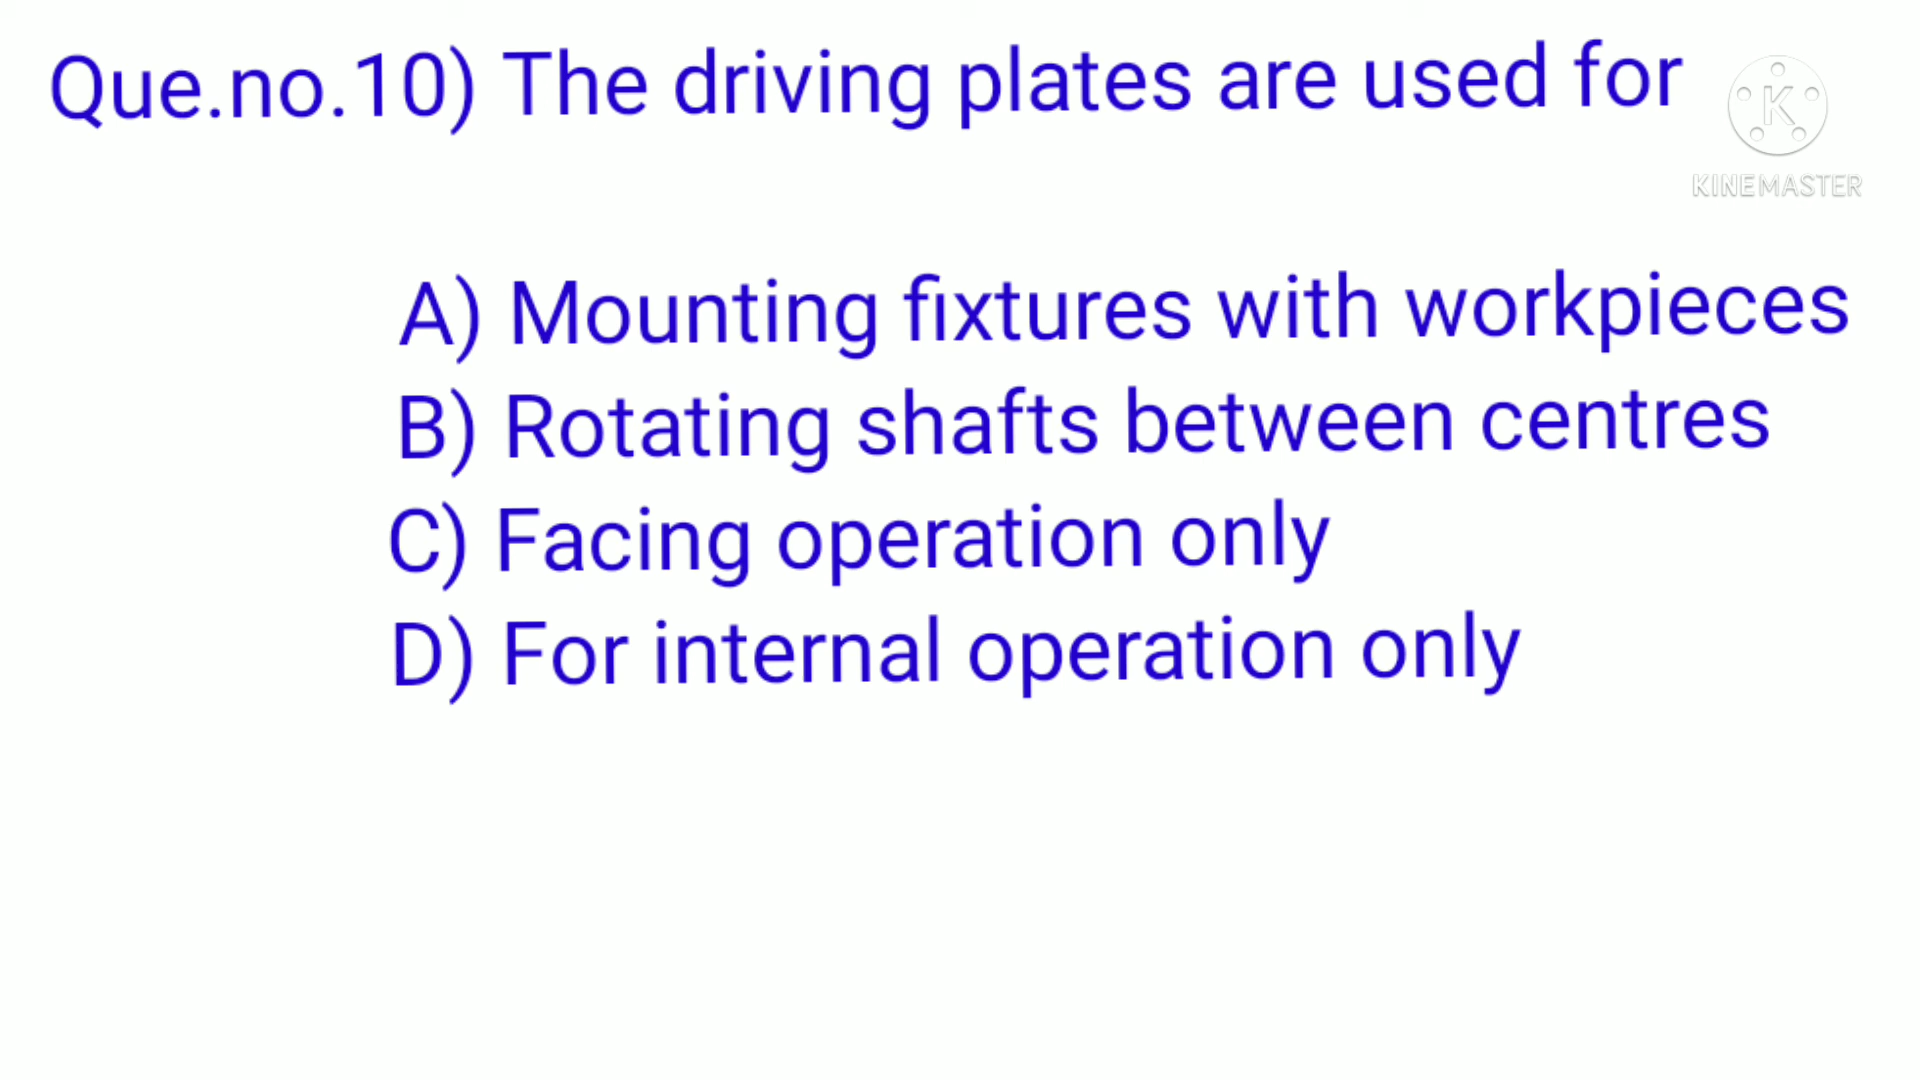 Que.no.10) The driving plates are used for
K
KINEMASTER
A) Mounting fixtures with workpieces
B) Rotating shafts between centres
C) Facing operation only
D) For internal operation only